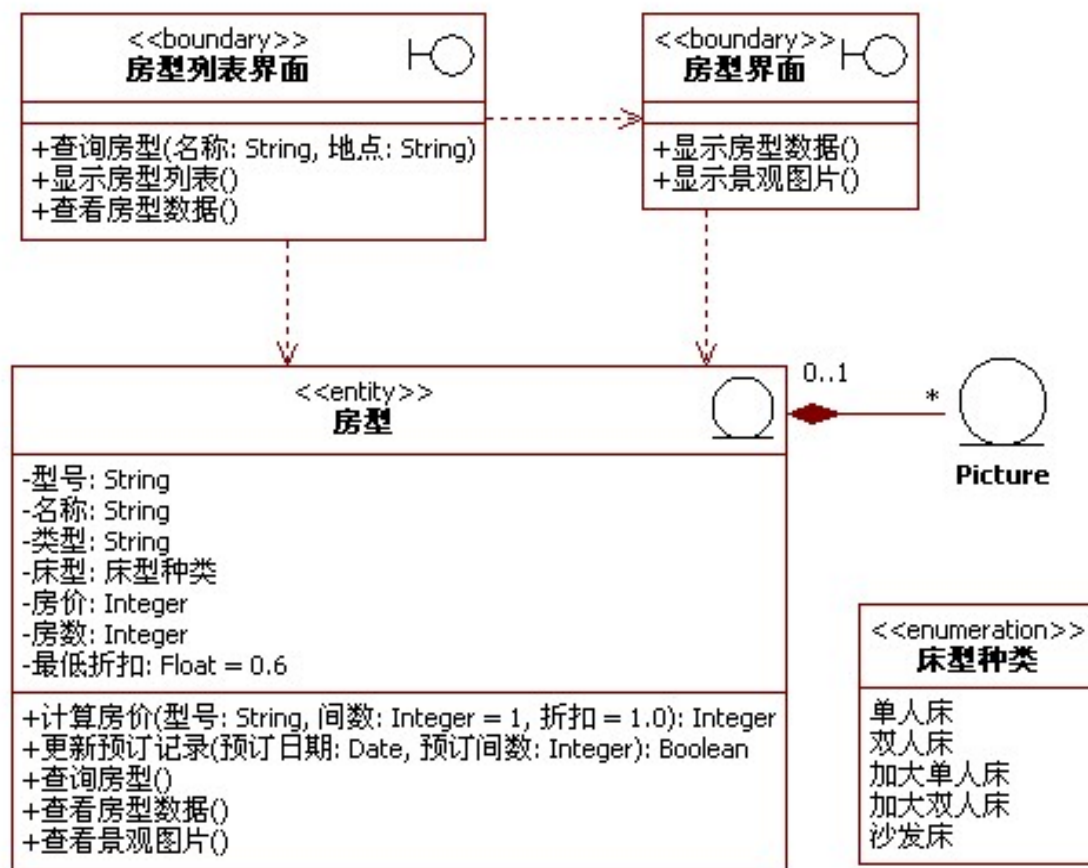 <<boundary>>
房型列表界面
+查询房型(名称: String, 地点: String)
+显示房型列表()
+查看房型数据()
<<boundary>>
房型界面
+显示房型数据()
+显示景观图片()
<<entity>>
房型
-型号: String
-名称: String
-类型: String
-床型: 床型种类
-房价: Integer
-房数: Integer
-最低折扣: Float = 0.6
+计算房价(型号: String, 间数: Integer = 1, 折扣 = 1.0): Integer
+更新预订记录(预订日期: Date, 预订间数: Integer): Boolean
+查询房型()
+查看房型数据()
+查看景观图片()
0..1
*
Picture
<<enumeration>>
床型种类
单人床
双人床
加大单人床
加大双人床
沙发床